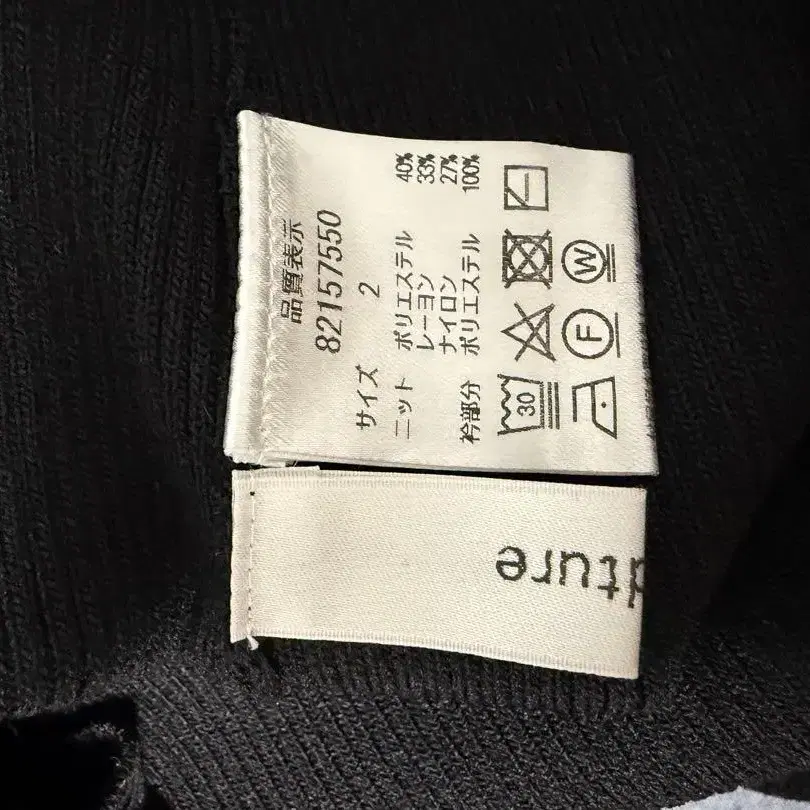 品質表示
82157550
サイズ 2
ニット ポリエステル 40%
レーヨン 33%
ナイロン 27%
衿部分 ポリエステル 100%
30
F W
ture